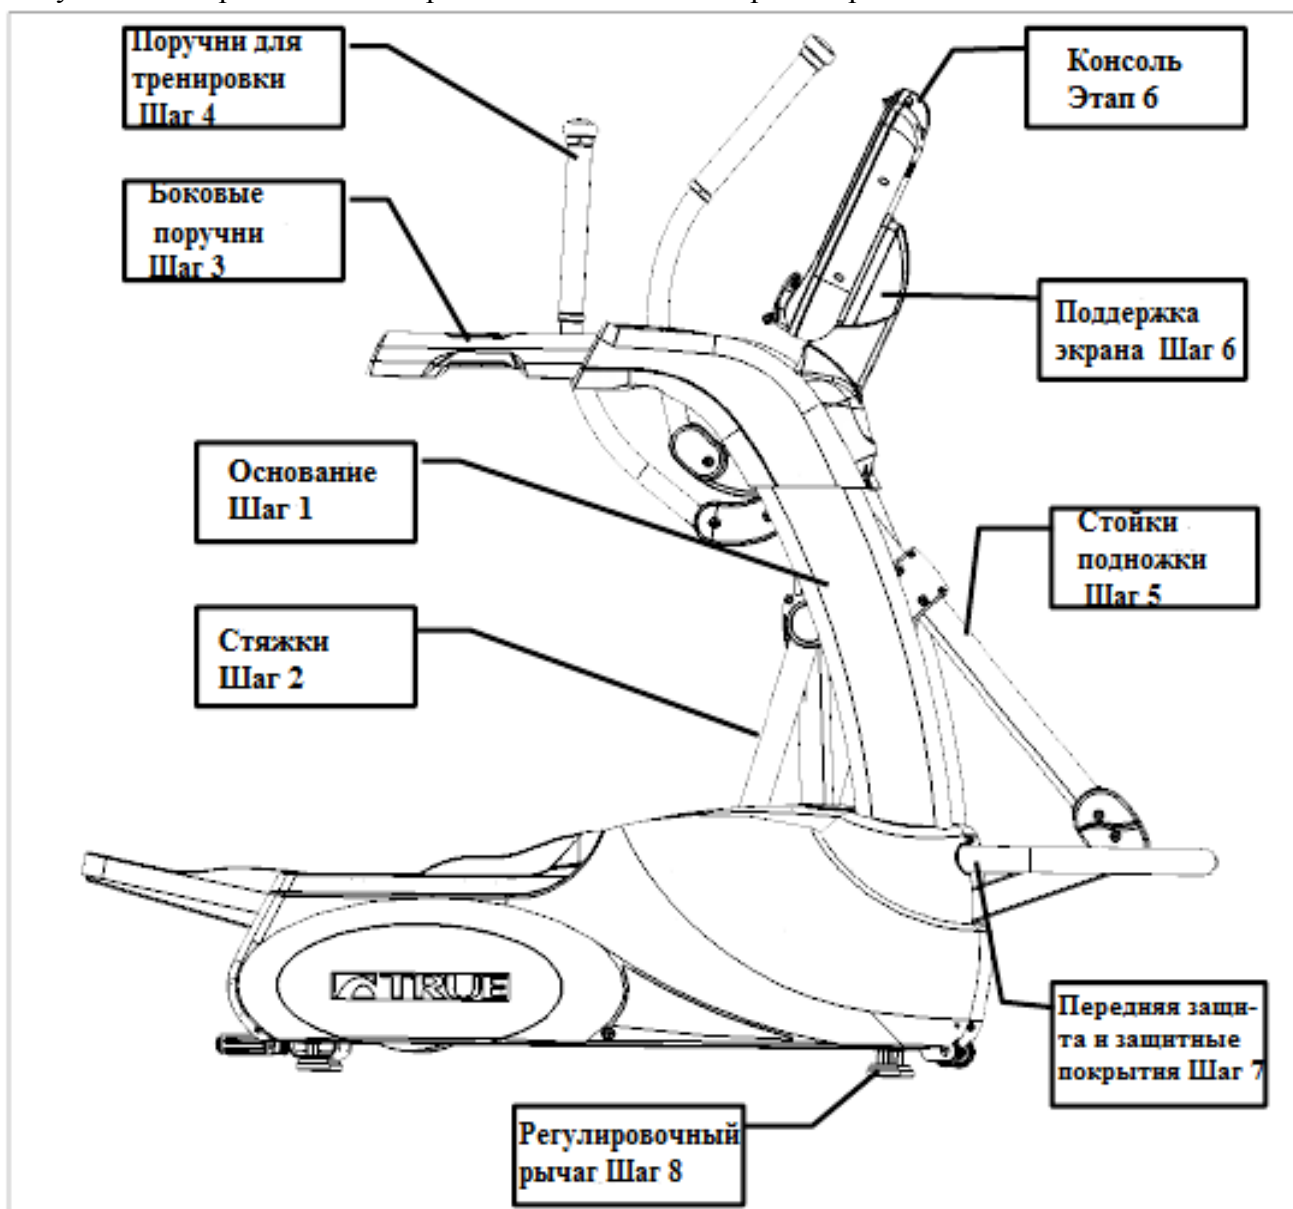 Поручни для
тренировки
Шаг 4
Консоль
Этап 6
Боковые
поручни
Шаг 3
Поддержка
экрана Шаг 6
Основание
Шаг 1
Стойки
подножки
Шаг 5
Стяжки
Шаг 2
TRUE
Передняя защи-
та и защитные
покрытия Шаг 7
Регулировочный
рычаг Шаг 8